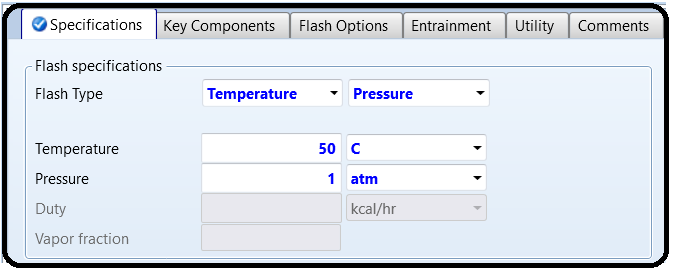 Specifications Key Components Flash Options Entrainment Utility Comments
Flash specifications
Flash Type Temperature Pressure
Temperature 50 C
Pressure 1 atm
Duty kcal/hr
Vapor fraction